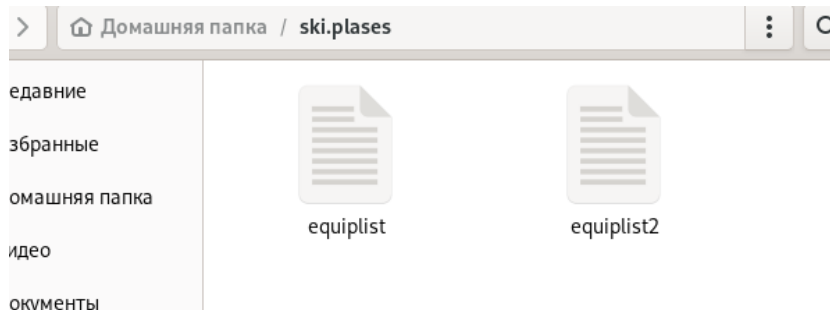 Домашняя папка / ski.plases
едавние
збранные
омашняя папка
идео
окументы
equiplist
equiplist2